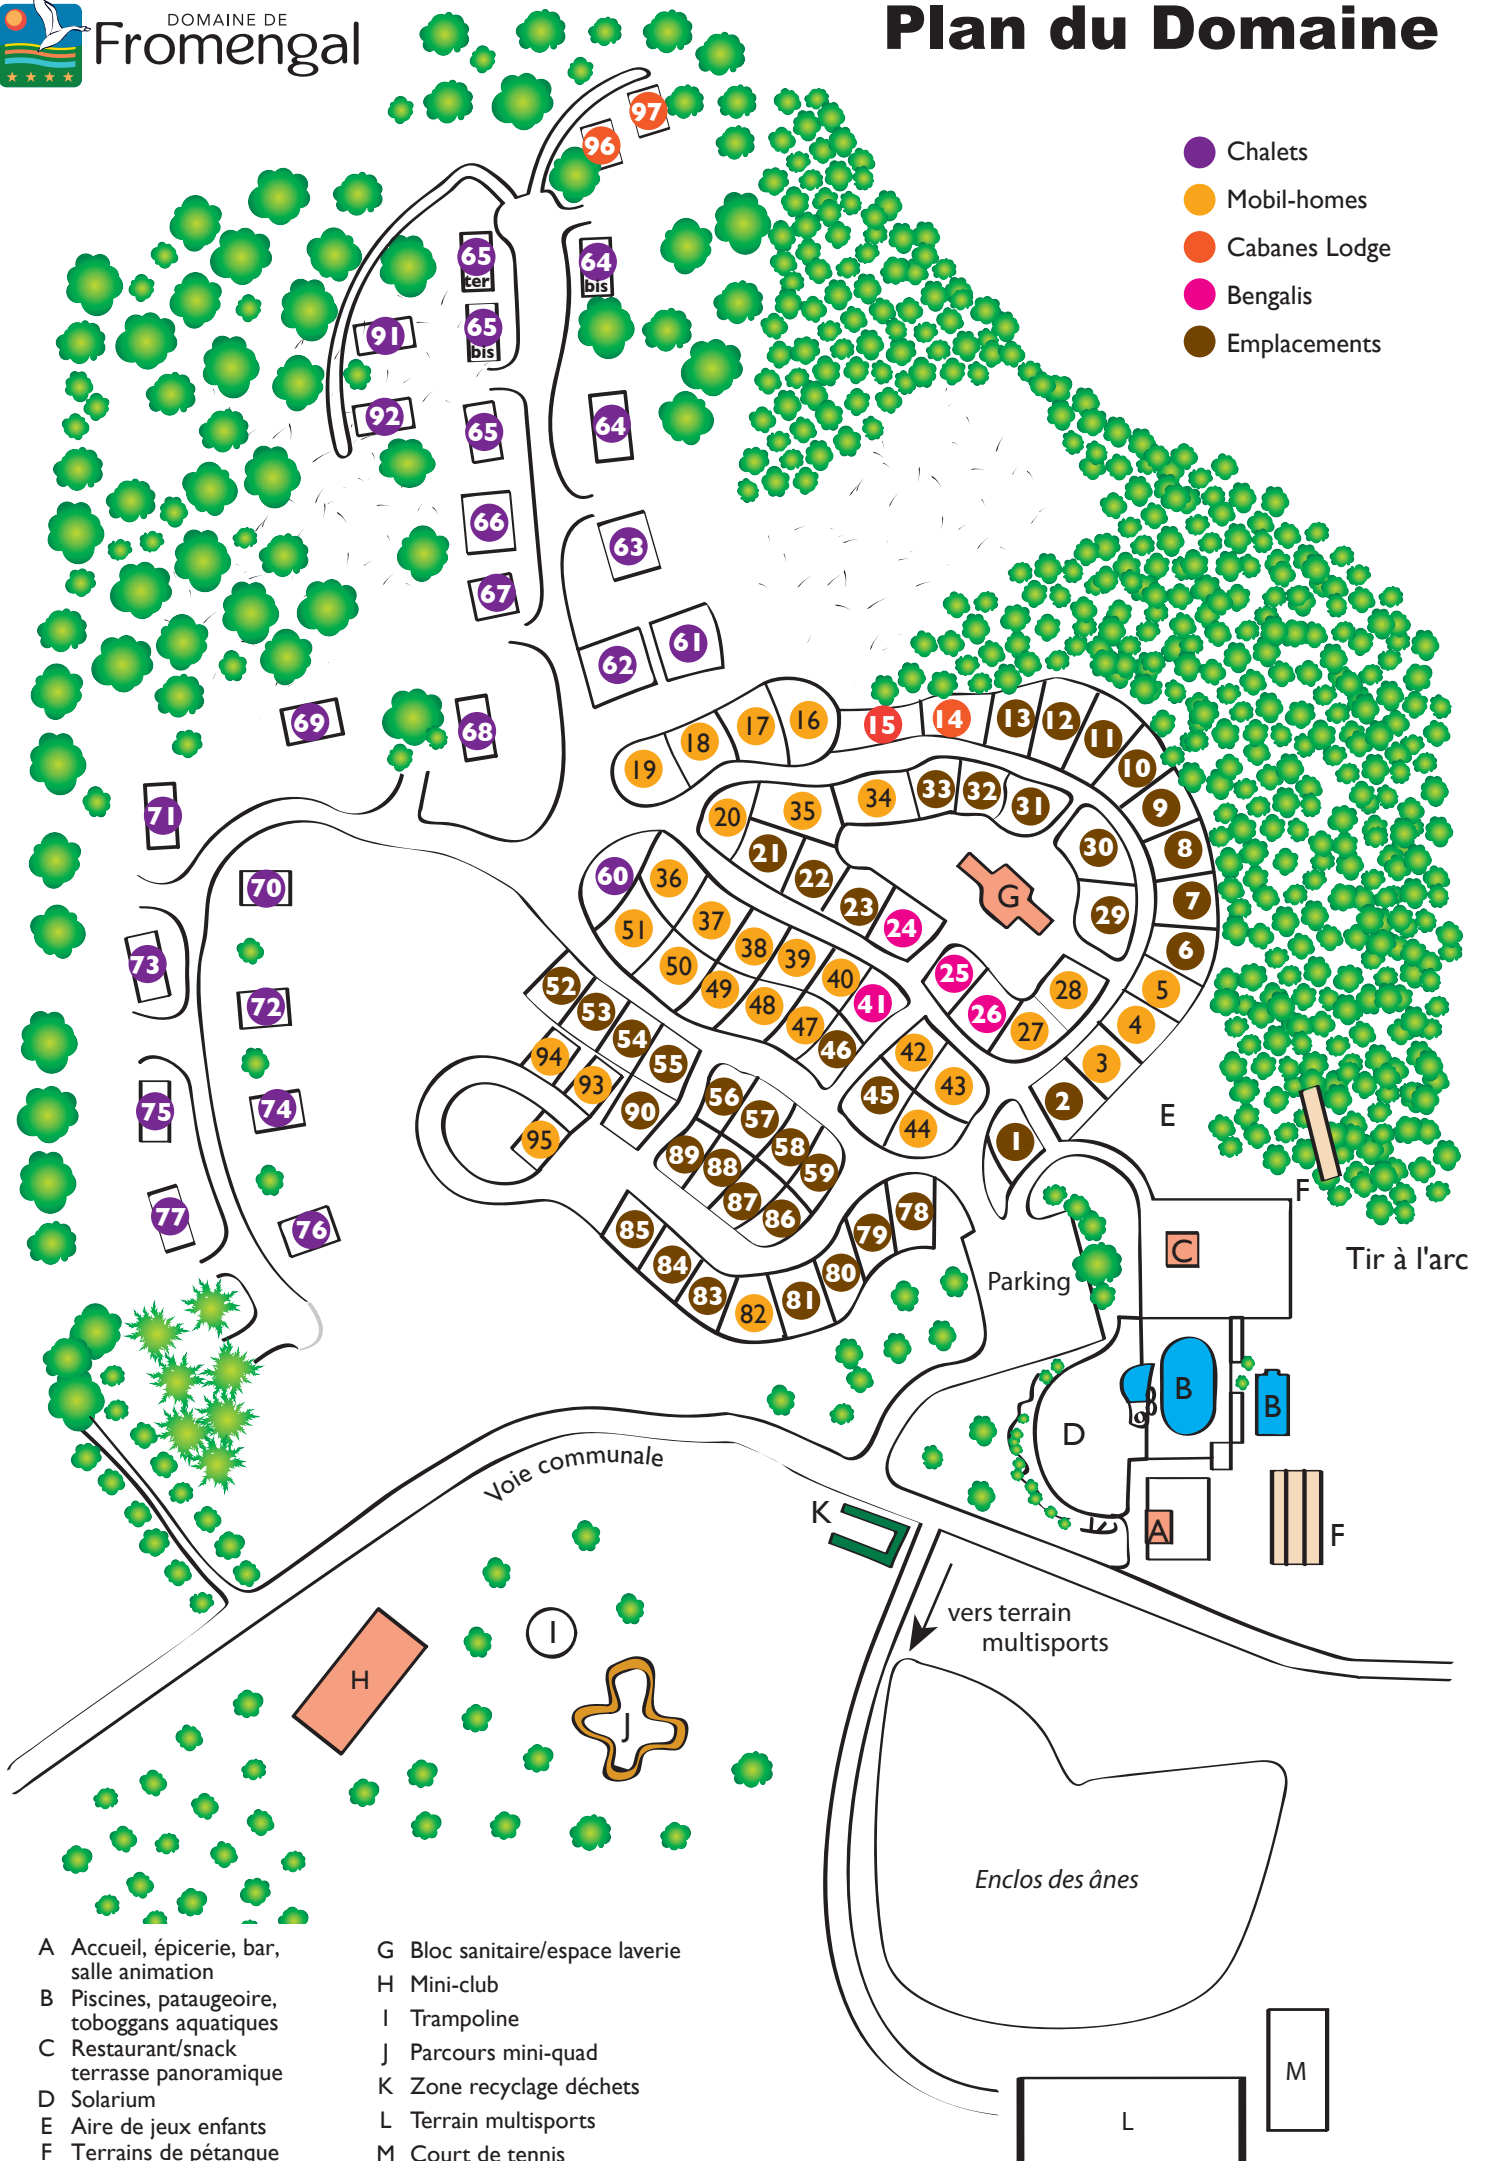 DOMAINE DE
Fromengal
Plan du Domaine
Chalets
Mobil-homes
Cabanes Lodge
Bengalis
Emplacements
97
96
65
ter
64
bis
91
65
bis
92
65
64
66
63
67
62
61
69
68
71
70
73
72
75
74
77
76
19
18
17
16
15
14
13
12
11
10
9
8
7
6
5
4
3
2
1
20
35
34
33
32
31
30
29
21
22
23
24
25
26
27
28
60
36
51
37
50
38
49
39
48
40
47
41
46
42
43
45
44
52
53
54
55
94
93
90
95
56
57
58
59
89
88
87
86
85
84
83
82
81
80
79
78
G
E
F
C
Tir à l'arc
Parking
B
B
D
A
F
Voie communale
K
vers terrain
multisports
I
H
J
Enclos des ânes
M
L
A Accueil, épicerie, bar,
salle animation
B Piscines, pataugeoire,
toboggans aquatiques
C Restaurant/snack
terrasse panoramique
D Solarium
E Aire de jeux enfants
F Terrains de pétanque
G Bloc sanitaire/espace laverie
H Mini-club
I Trampoline
J Parcours mini-quad
K Zone recyclage déchets
L Terrain multisports
M Court de tennis